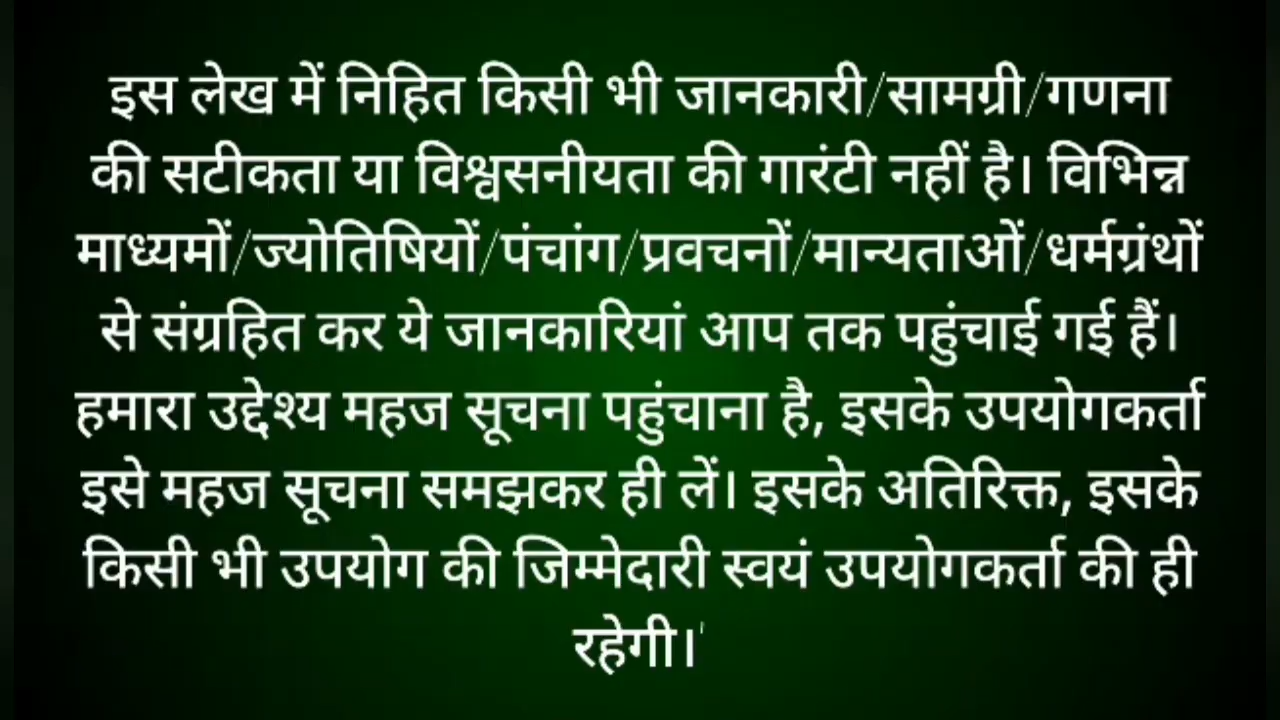 इस लेख में निहित किसी भी जानकारी/सामग्री/गणना
की सटीकता या विश्वसनीयता की गारंटी नहीं है। विभिन्न
माध्यमों/ज्योतिषियों/पंचांग/प्रवचनों/मान्यताओं/धर्मग्रंथों
से संग्रहित कर ये जानकारियां आप तक पहुंचाई गई हैं।
हमारा उद्देश्य महज सूचना पहुंचाना है, इसके उपयोगकर्ता
इसे महज सूचना समझकर ही लें। इसके अतिरिक्त, इसके
किसी भी उपयोग की जिम्मेदारी स्वयं उपयोगकर्ता की ही
रहेगी।'